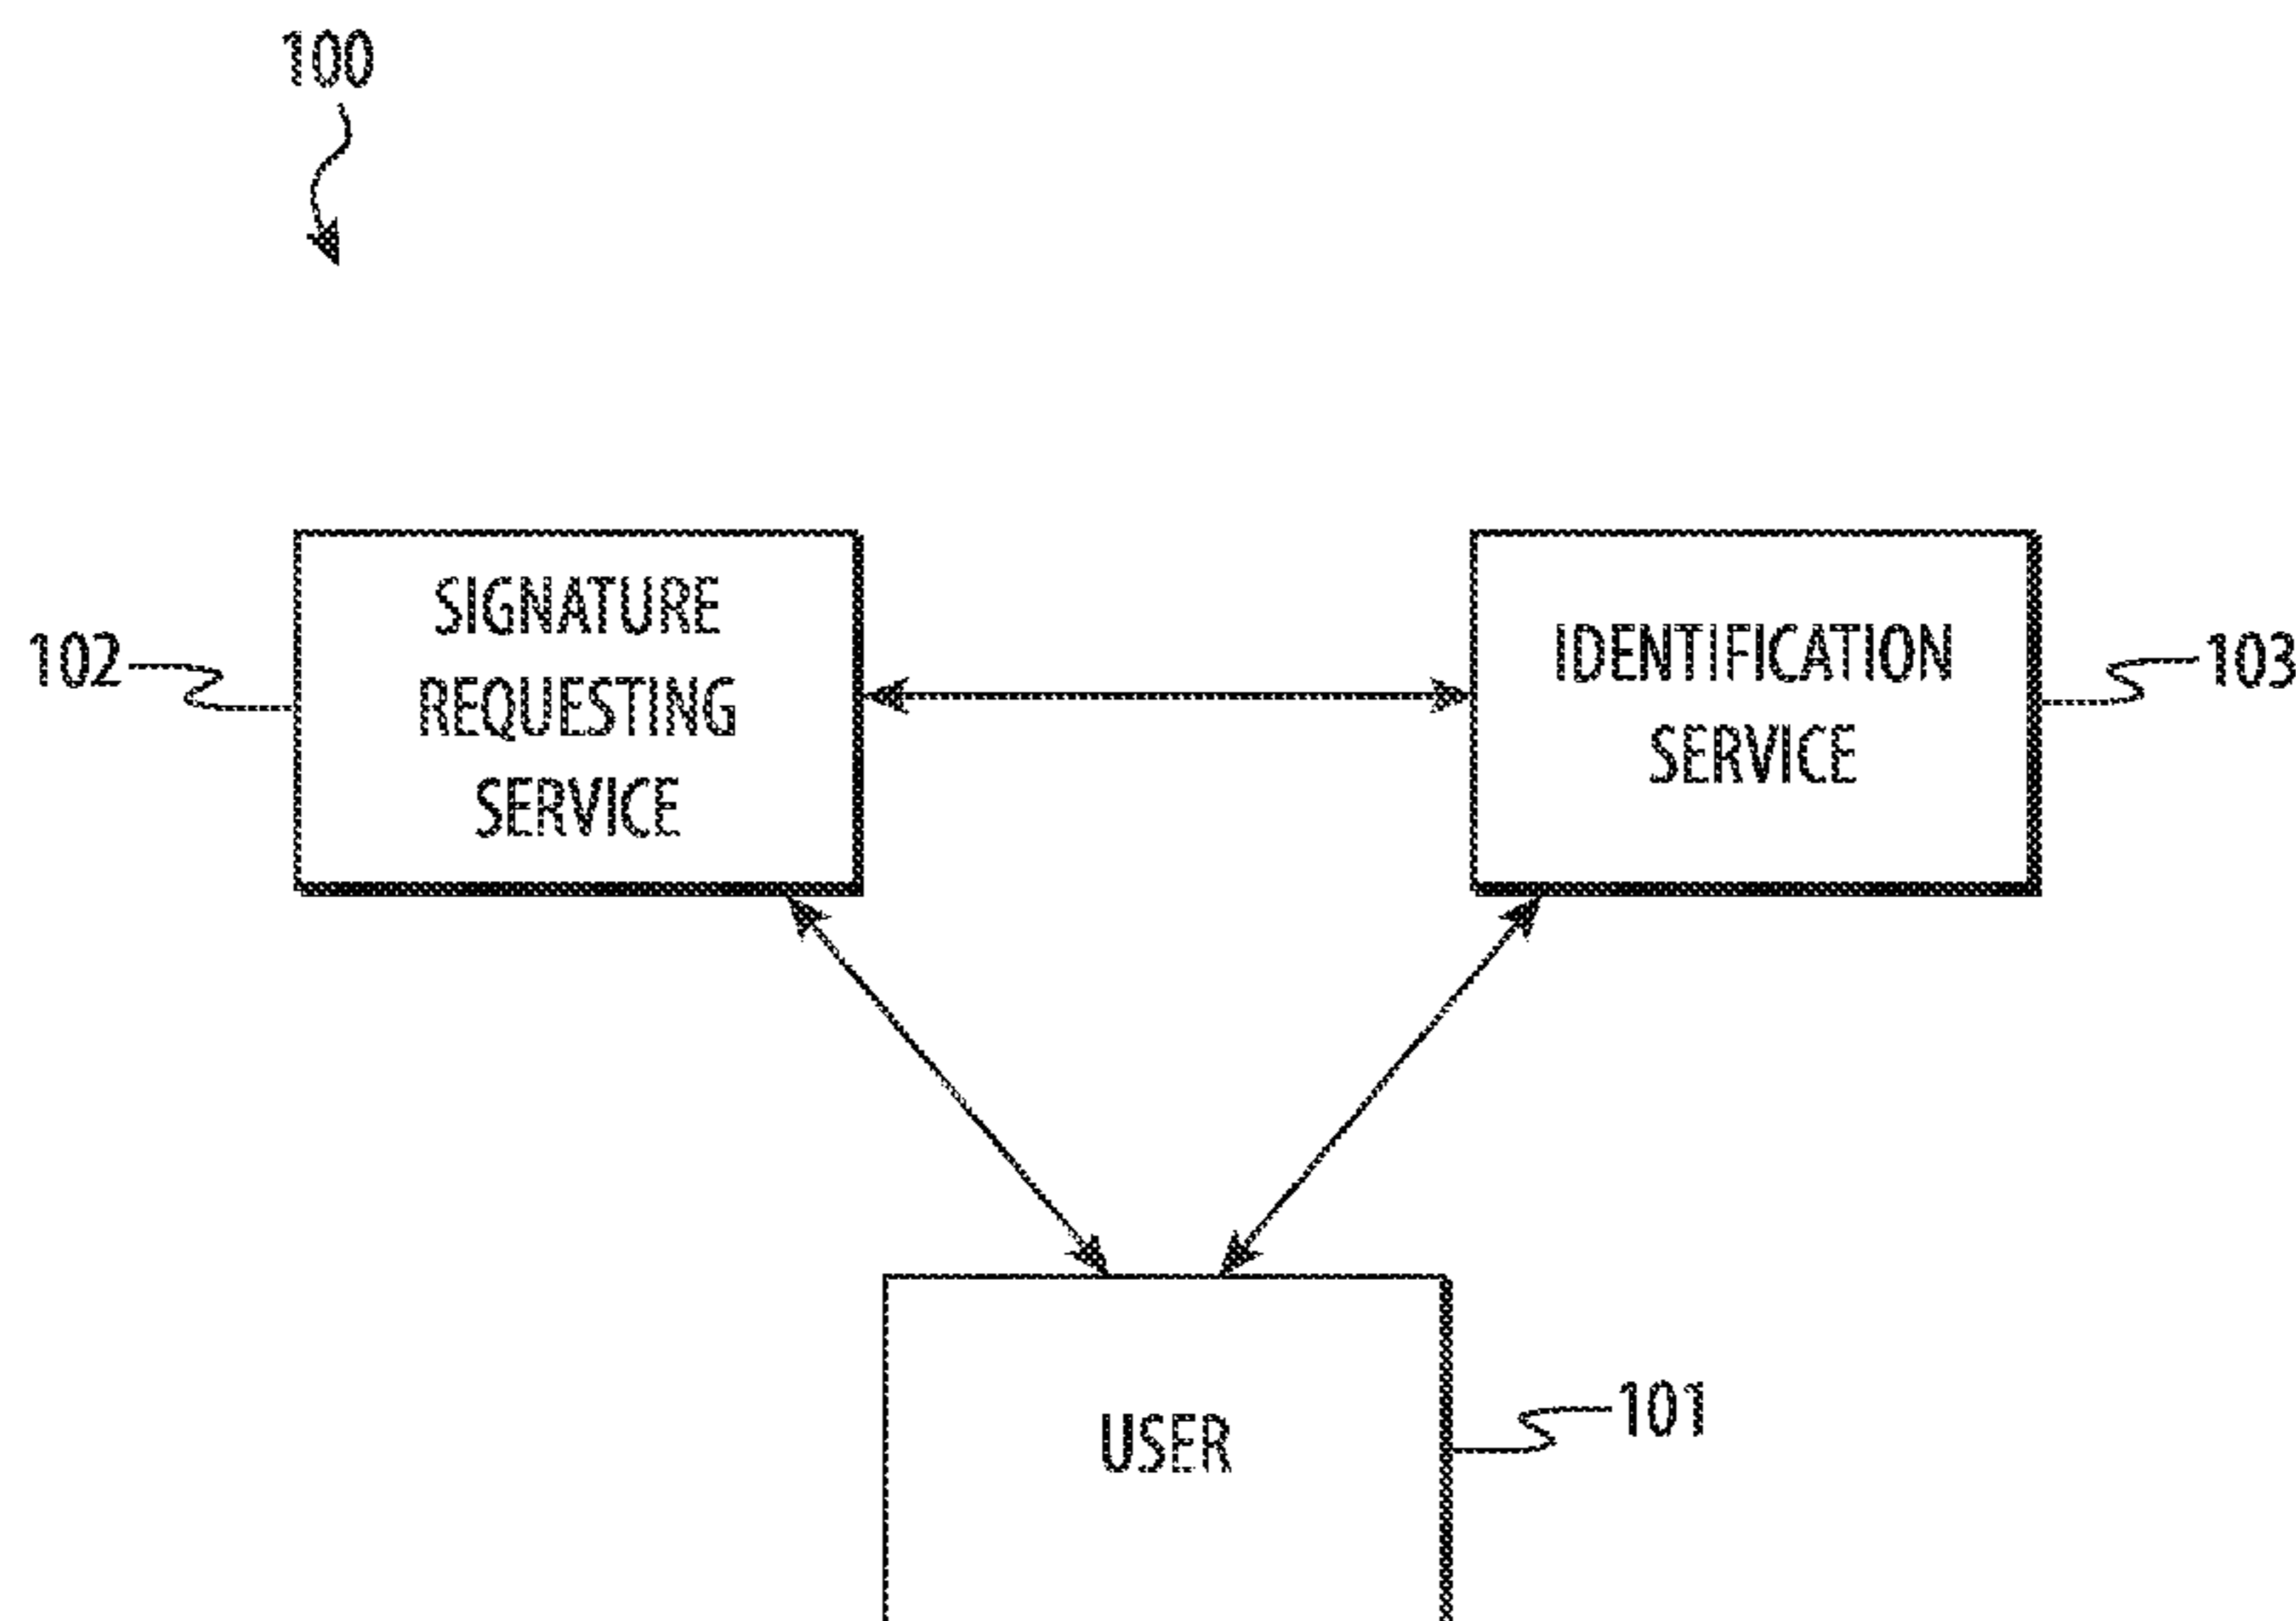 100
SIGNATURE
REQUESTING
SERVICE
102
IDENTIFICATION
SERVICE
103
USER
101